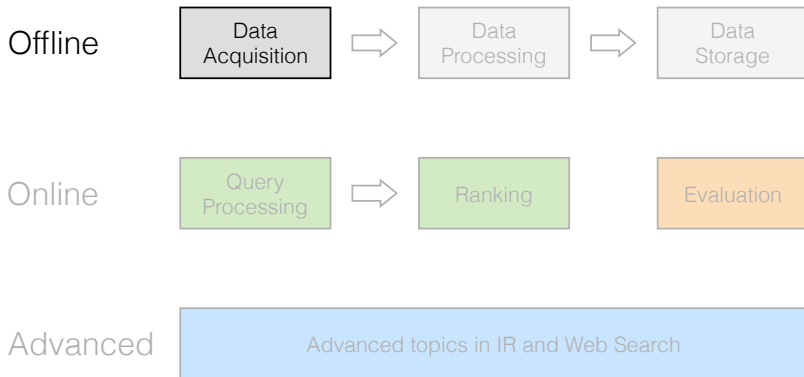 Offline
Data
Acquisition
Data
Processing
Data
Storage
Online
Query
Processing
Ranking
Evaluation
Advanced
Advanced topics in IR and Web Search